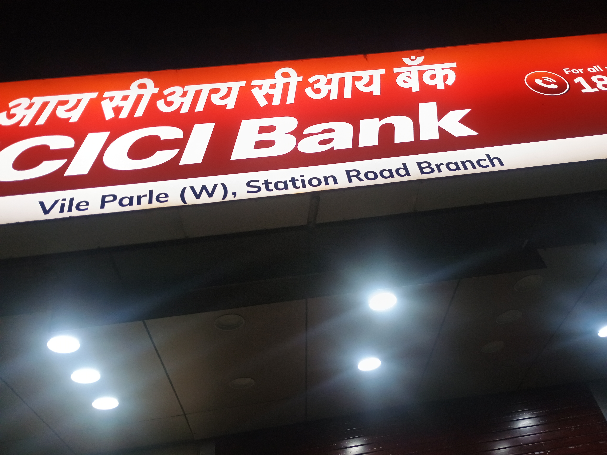 आय सी आय सी आय बँक
CICI Bank
Vile Parle (W), Station Road Branch
For all
18